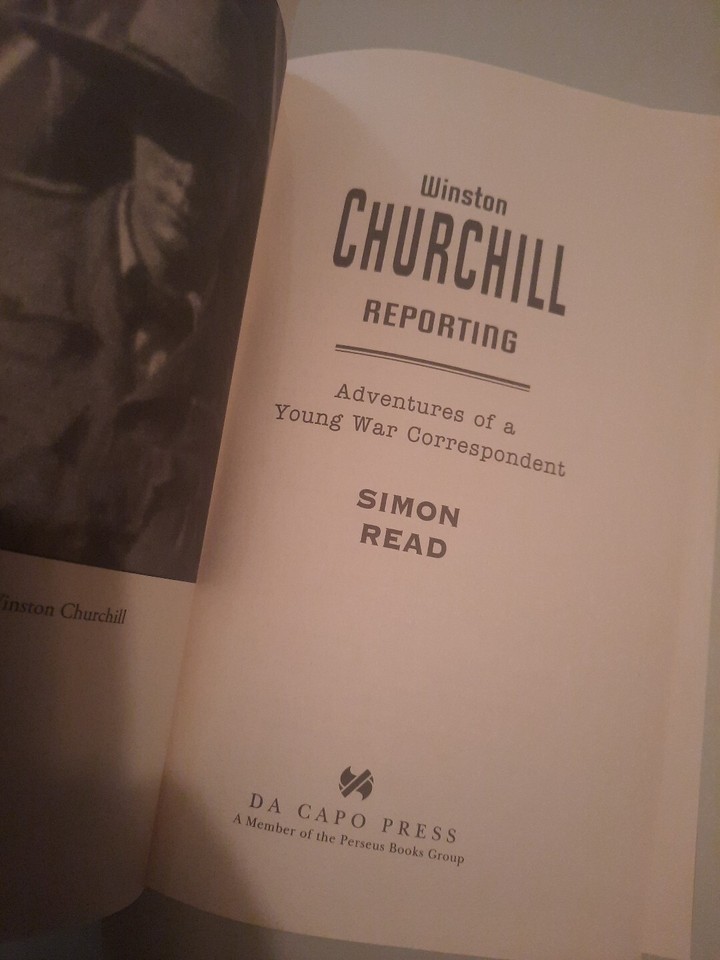 Winston Churchill
Winston
CHURCHILL
REPORTING
Adventures of a
Young War Correspondent
SIMON
READ
DA CAPO PRESS
A Member of the Perseus Books Group